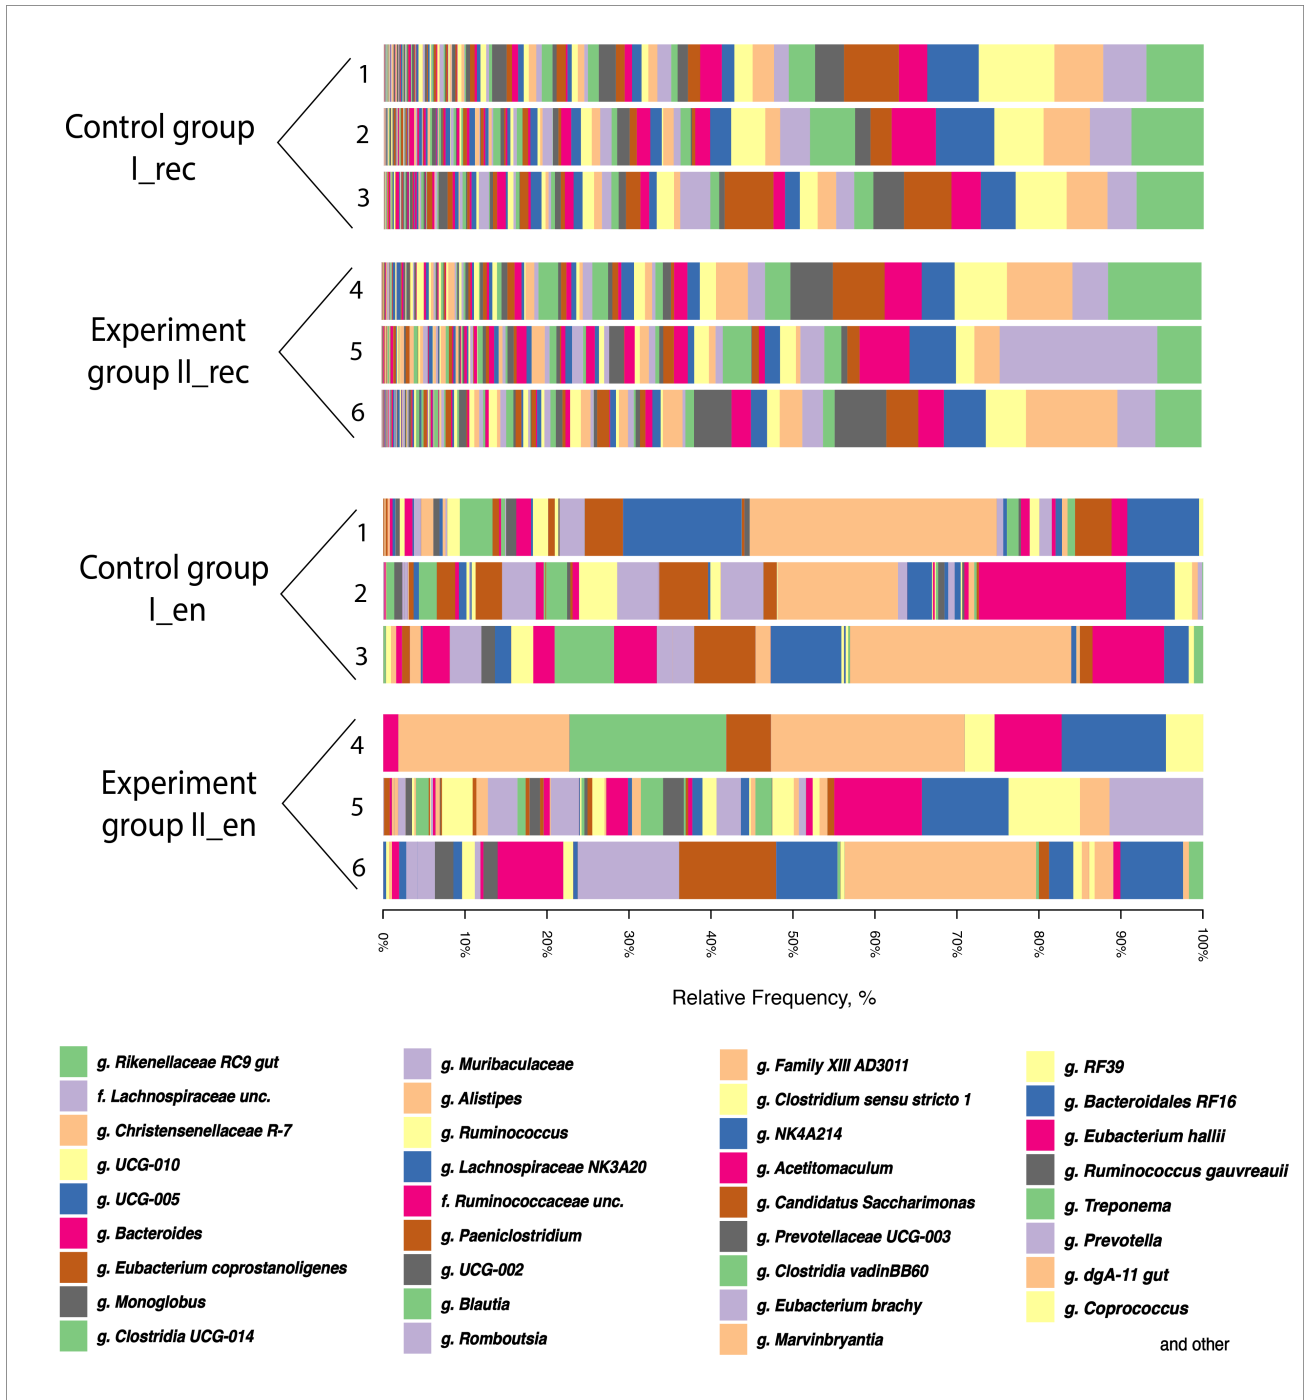 Control group
I_rec
1
2
3
Experiment
group II_rec
4
5
6
Control group
I_en
1
2
3
Experiment
group II_en
4
5
6
0%
10%
20%
30%
40%
50%
60%
70%
80%
90%
100%
Relative Frequency, %
g. Rikenellaceae RC9 gut
f. Lachnospiraceae unc.
g. Christensenellaceae R-7
g. UCG-010
g. UCG-005
g. Bacteroides
g. Eubacterium coprostanoligenes
g. Monoglobus
g. Clostridia UCG-014
g. Muribaculaceae
g. Alistipes
g. Ruminococcus
g. Lachnospiraceae NK3A20
f. Ruminococcaceae unc.
g. Paeniclostridium
g. UCG-002
g. Blautia
g. Romboutsia
g. Family XIII AD3011
g. Clostridium sensu stricto 1
g. NK4A214
g. Acetitomaculum
g. Candidatus Saccharimonas
g. Prevotellaceae UCG-003
g. Clostridia vadinBB60
g. Eubacterium brachy
g. Marvinbryantia
g. RF39
g. Bacteroidales RF16
g. Eubacterium hallii
g. Ruminococcus gauvreauii
g. Treponema
g. Prevotella
g. dgA-11 gut
g. Coprococcus
and other